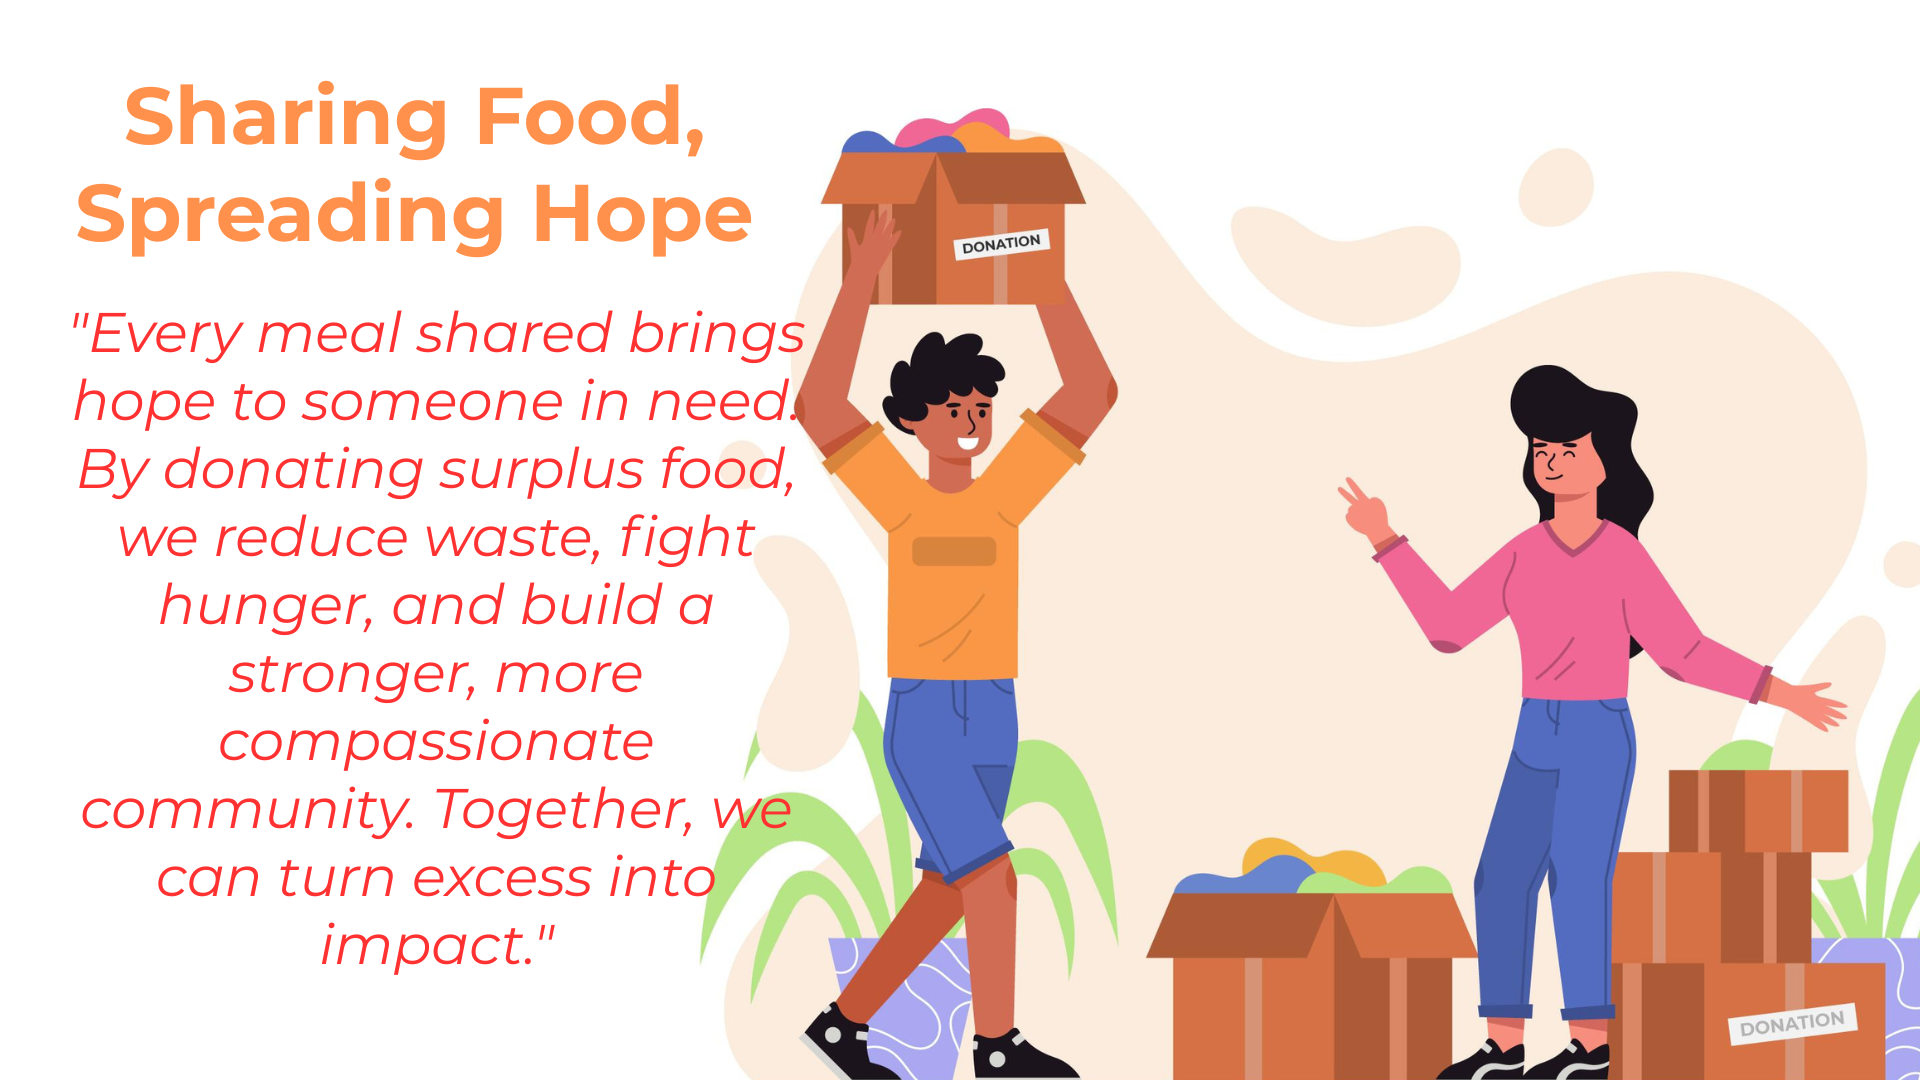 Sharing Food,
Spreading Hope
"Every meal shared brings
hope to someone in need.
By donating surplus food,
we reduce waste, fight
hunger, and build a
stronger, more
compassionate
community. Together, we
can turn excess into
impact."
DONATION
DONATION